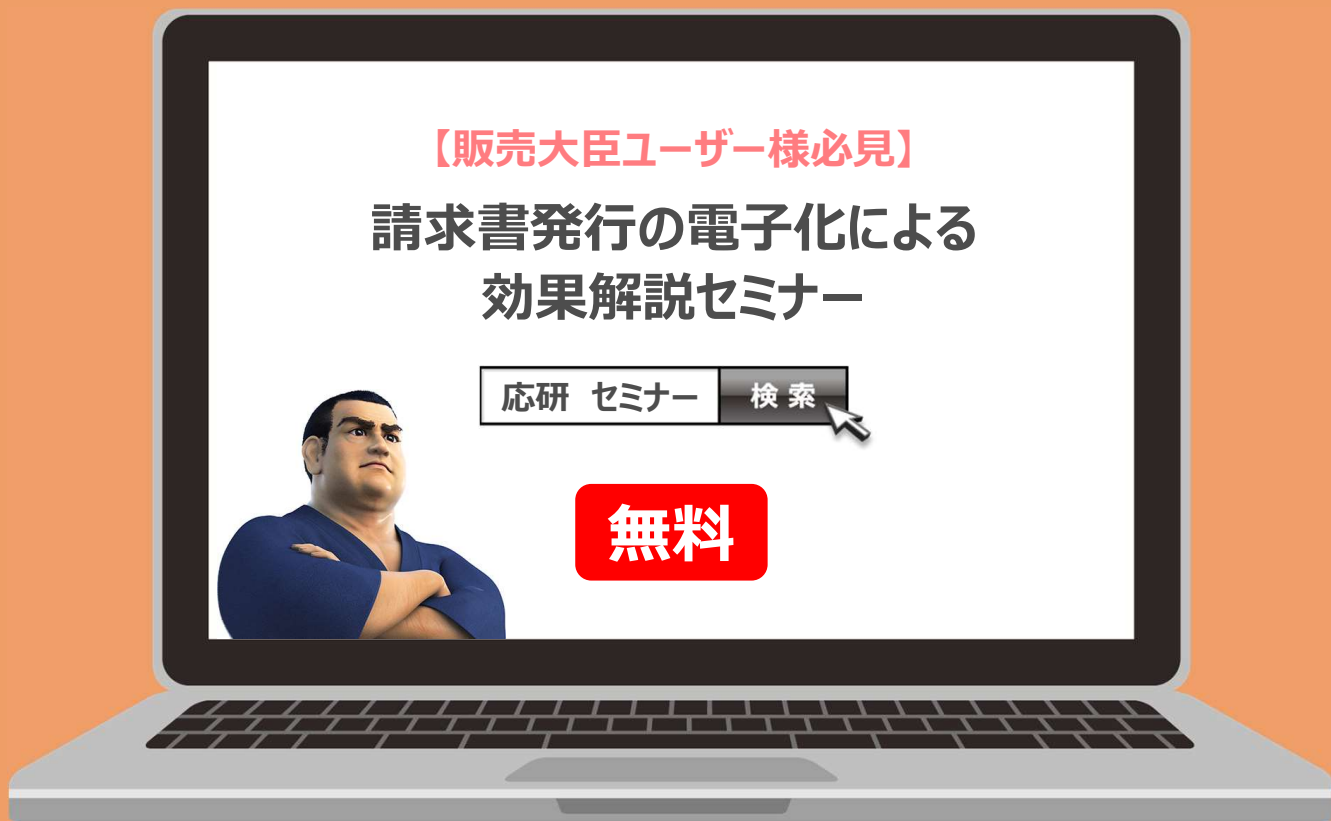 【販売大臣ユーザー様必見】
請求書発行の電子化による
効果解説セミナー
応研　セミナー 検 索
無料